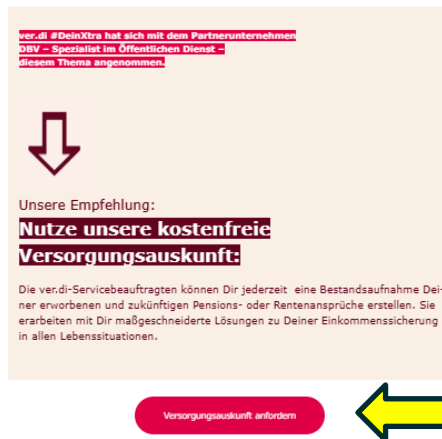 ver.di #DeinXtra hat sich mit dem Partnerunternehmen
DBV – Spezialist im Öffentlichen Dienst –
diesem Thema angenommen.
Unsere Empfehlung:
Nutze unsere kostenfreie
Versorgungsauskunft:
Die ver.di-Servicebeauftragten können Dir jederzeit eine Bestandsaufnahme Dei-
ner erworbenen und zukünftigen Pensions- oder Rentenansprüche erstellen. Sie
erarbeiten mit Dir maßgeschneiderte Lösungen zu Deiner Einkommenssicherung
in allen Lebenssituationen.
Versorgungsauskunft anfordern